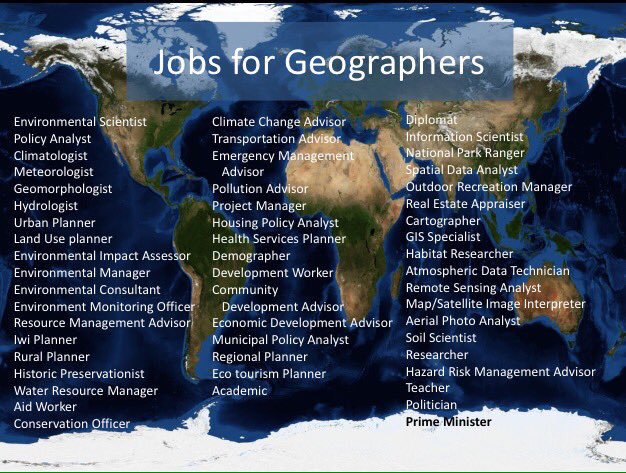 Jobs for Geographers
Environmental Scientist
Policy Analyst
Climatologist
Meteorologist
Geomorphologist
Hydrologist
Urban Planner
Land Use planner
Environmental Impact Assessor
Environmental Manager
Environmental Consultant
Environment Monitoring Officer
Resource Management Advisor
Iwi Planner
Rural Planner
Historic Preservationist
Water Resource Manager
Aid Worker
Conservation Officer
Climate Change Advisor
Transportation Advisor
Emergency Management
Advisor
Pollution Advisor
Project Manager
Housing Policy Analyst
Health Services Planner
Demographer
Development Worker
Community
Development Advisor
Economic Development Advisor
Municipal Policy Analyst
Regional Planner
Eco tourism Planner
Academic
Diplomat
Information Scientist
National Park Ranger
Spatial Data Analyst
Outdoor Recreation Manager
Real Estate Appraiser
Cartographer
GIS Specialist
Habitat Researcher
Atmospheric Data Technician
Remote Sensing Analyst
Map/Satellite Image Interpreter
Aerial Photo Analyst
Soil Scientist
Researcher
Hazard Risk Management Advisor
Teacher
Politician
Prime Minister